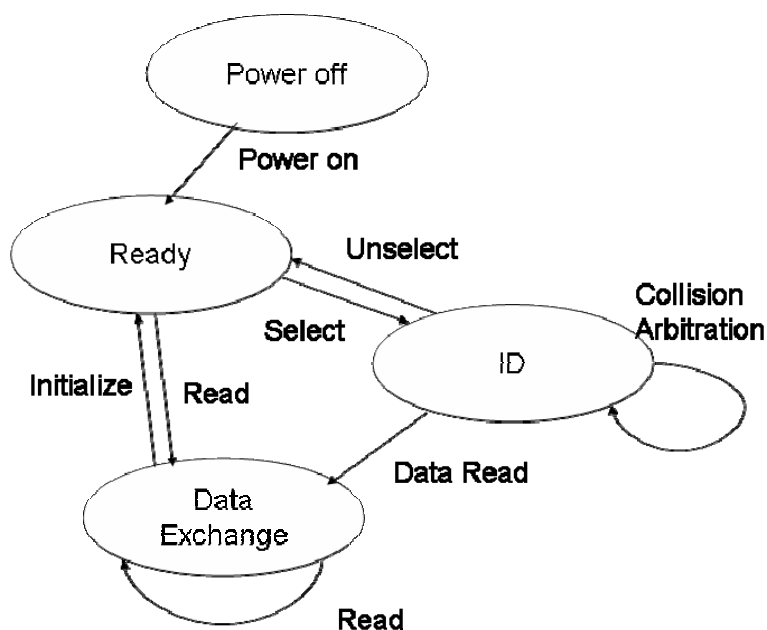 Power off
Power on
Ready
Unselect
Select
Collision
Arbitration
ID
Initialize
Read
Data Read
Data
Exchange
Read